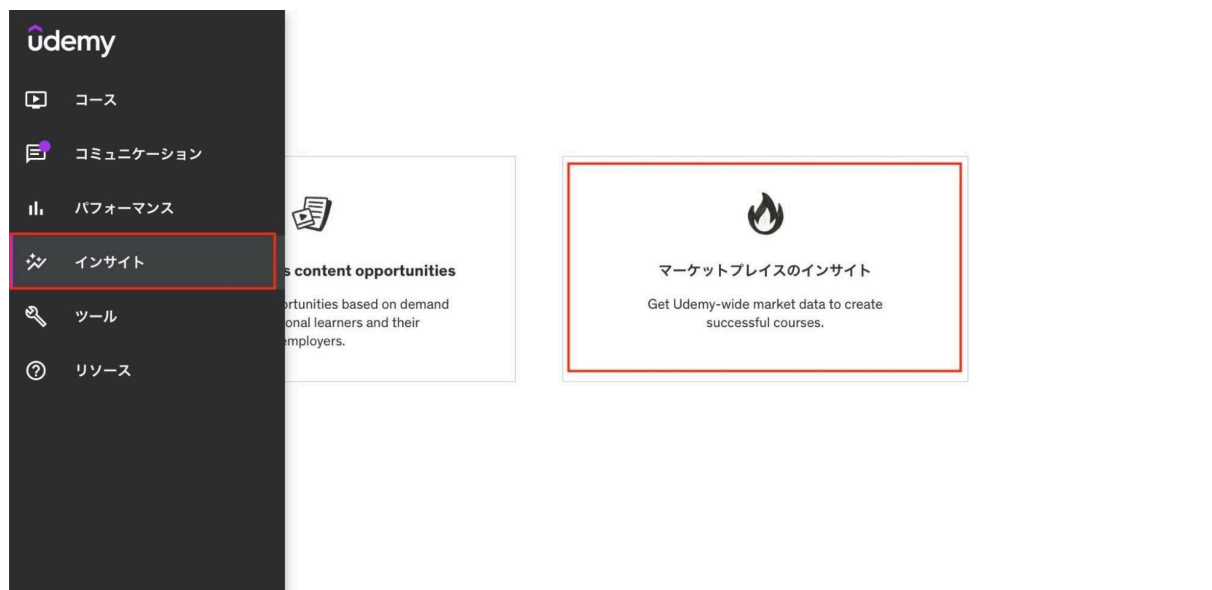 ûdemy
コース
コミュニケーション
パフォーマンス
インサイト
ツール
リソース
s content opportunities
ortunities based on demand
onal learners and their
employers.
マーケットプレイスのインサイト
Get Udemy-wide market data to create
successful courses.